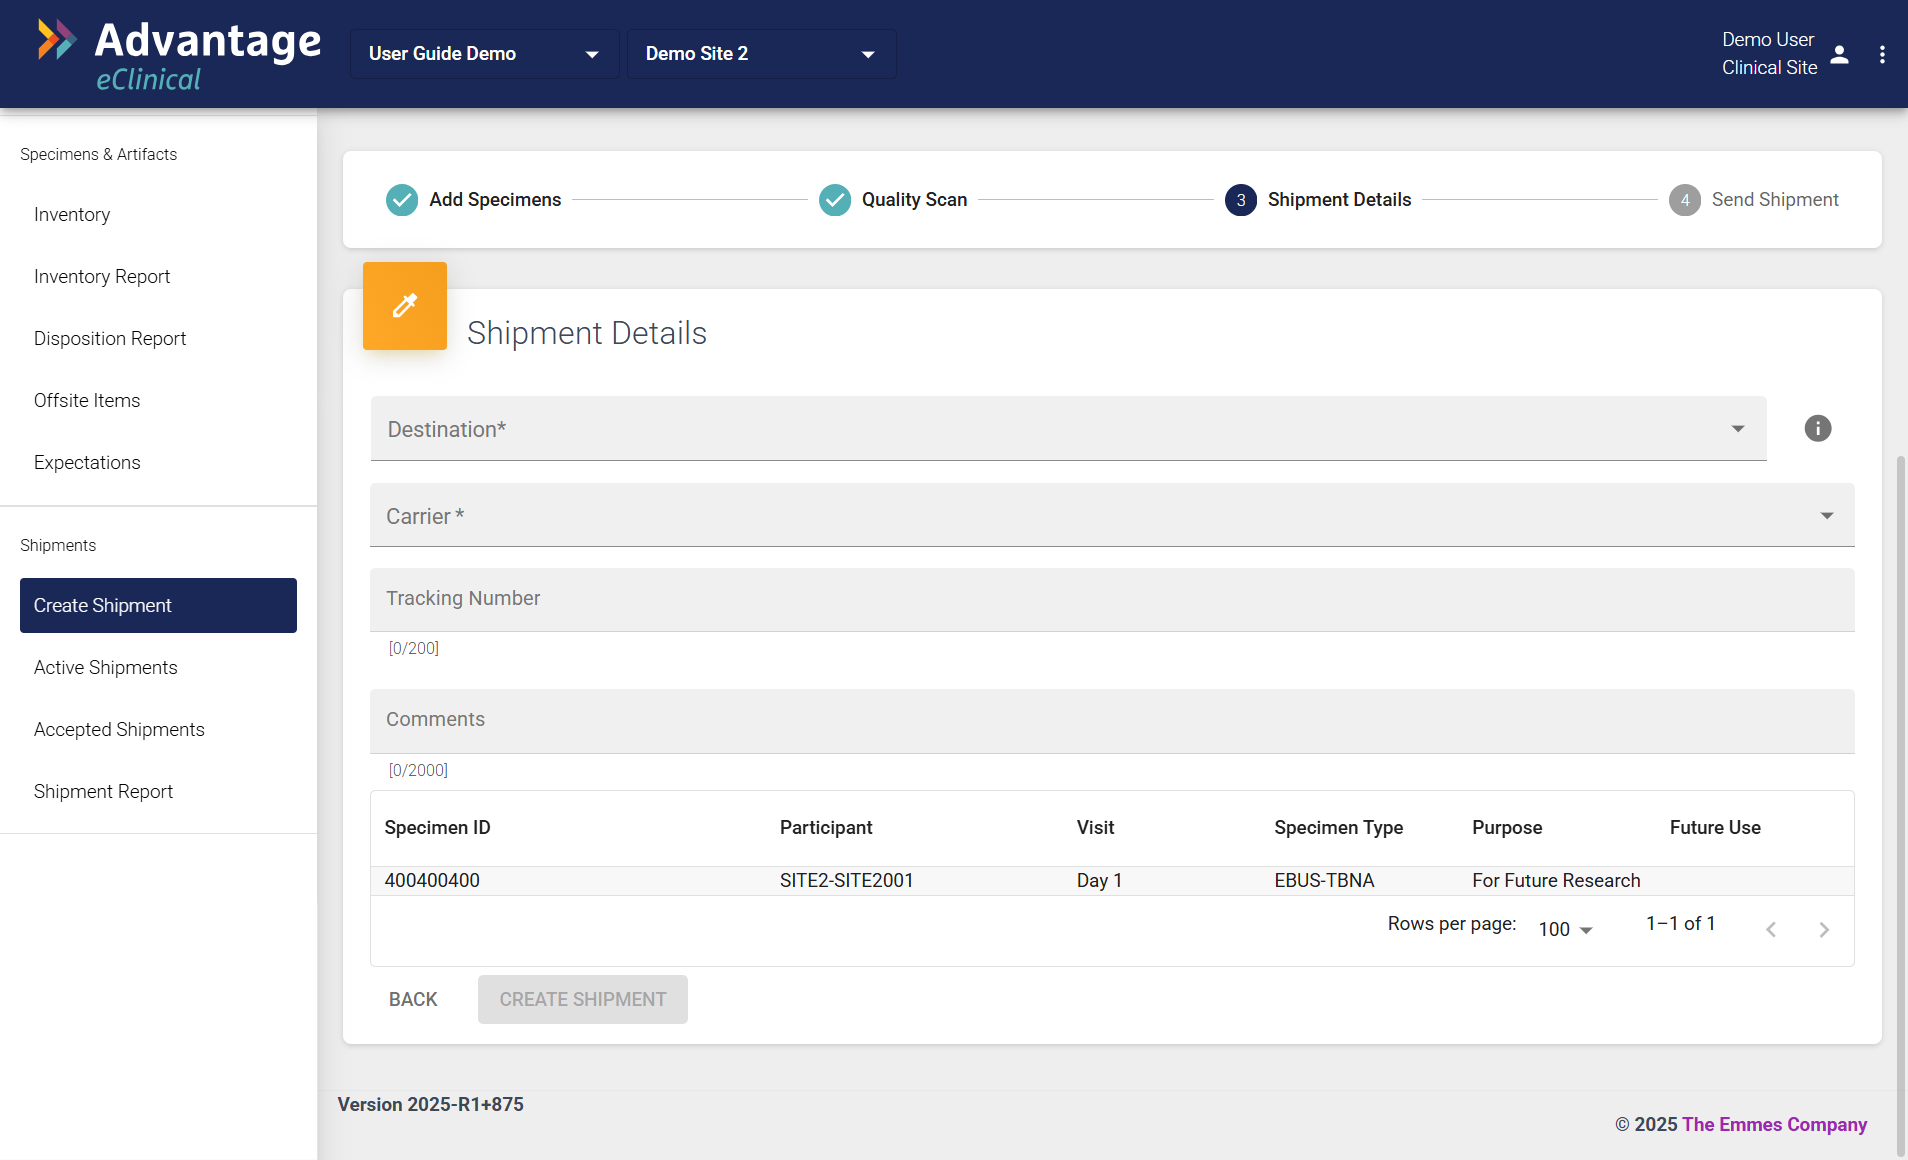 Advantage
eClinical
User Guide Demo
Demo Site 2
Demo User
Clinical Site
Specimens & Artifacts
Inventory
Inventory Report
Disposition Report
Offsite Items
Expectations
Shipments
Create Shipment
Active Shipments
Accepted Shipments
Shipment Report
Add Specimens
Quality Scan
3 Shipment Details
4 Send Shipment
Shipment Details
Destination*
Carrier *
Tracking Number
[0/200]
Comments
[0/2000]
Specimen ID Participant Visit Specimen Type Purpose Future Use
400400400 SITE2-SITE2001 Day 1 EBUS-TBNA For Future Research
Rows per page: 100 1–1 of 1
BACK CREATE SHIPMENT
Version 2025-R1+875
© 2025 The Emmes Company